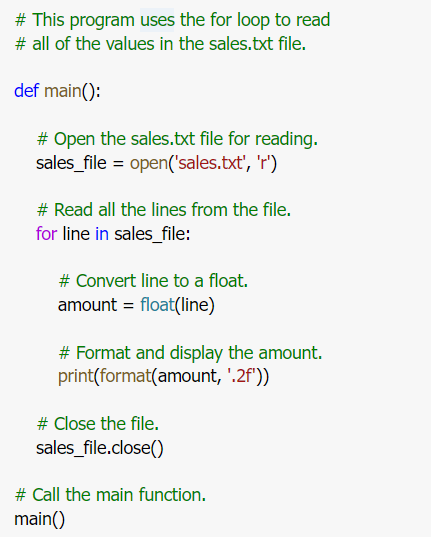 # This program uses the for loop to read
# all of the values in the sales.txt file.
def main():
# Open the sales.txt file for reading.
sales_file = open('sales.txt', 'r')
# Read all the lines from the file.
for line in sales_file:
# Convert line to a float.
amount = float(line)
# Format and display the amount.
print(format(amount, '.2f'))
# Close the file.
sales_file.close()
# Call the main function.
main()